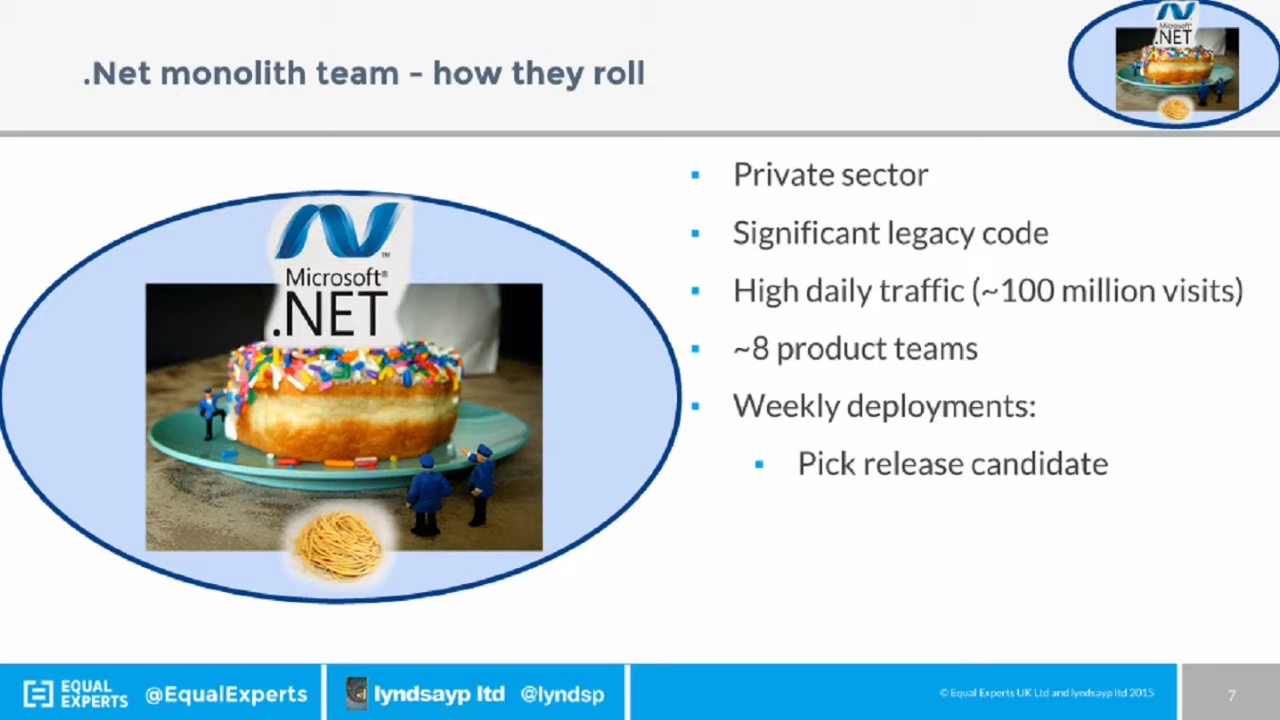 .Net monolith team - how they roll
Microsoft®
.NET
Microsoft®
.NET
▪ Private sector
▪ Significant legacy code
▪ High daily traffic (~100 million visits)
▪ ~8 product teams
▪ Weekly deployments:
▪ Pick release candidate
EQUAL
EXPERTS
@EqualExperts
lyndsayp ltd @lyndsp
© Equal Experts UK Ltd and lyndsayp ltd 2015
7